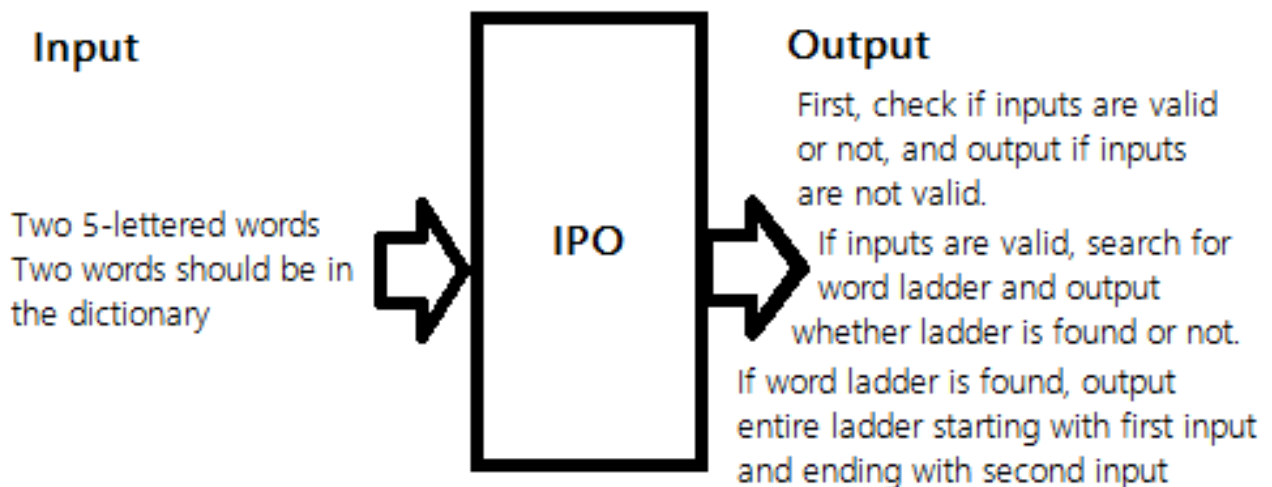 Input
Two 5-lettered words
Two words should be in
the dictionary
IPO
Output
First, check if inputs are valid
or not, and output if inputs
are not valid.
If inputs are valid, search for
word ladder and output
whether ladder is found or not.
If word ladder is found, output
entire ladder starting with first input
and ending with second input